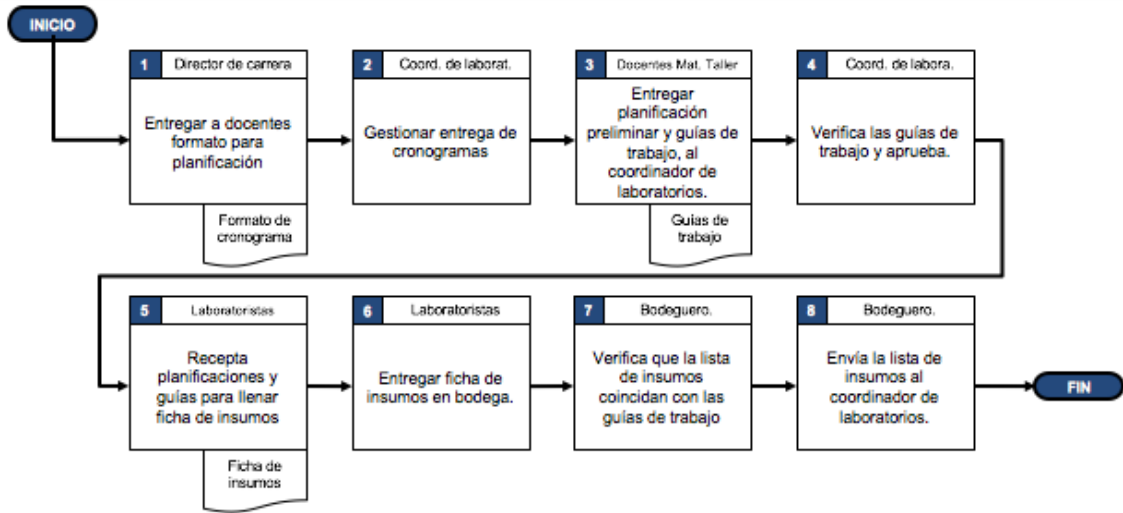 INICIO
1 Director de carrera
Entregar a docentes
formato para
planificación
Formato de
cronograma
2 Coord. de laborat.
Gestionar entrega de
cronogramas
3 Docentes Mat. Taller
Entregar
planificación
preliminar y guías de
trabajo, al
coordinador de
laboratorios.
Guías de
trabajo
4 Coord. de labora.
Verifica las guías de
trabajo y aprueba.
5 Laboratoristas
Recepta
planificaciones y
guías para llenar
ficha de insumos
Ficha de
insumos
6 Laboratoristas
Entregar ficha de
insumos en bodega.
7 Bodeguero.
Verifica que la lista
de insumos
coincidan con las
guías de trabajo
8 Bodeguero.
Envía la lista de
insumos al
coordinador de
laboratorios.
FIN